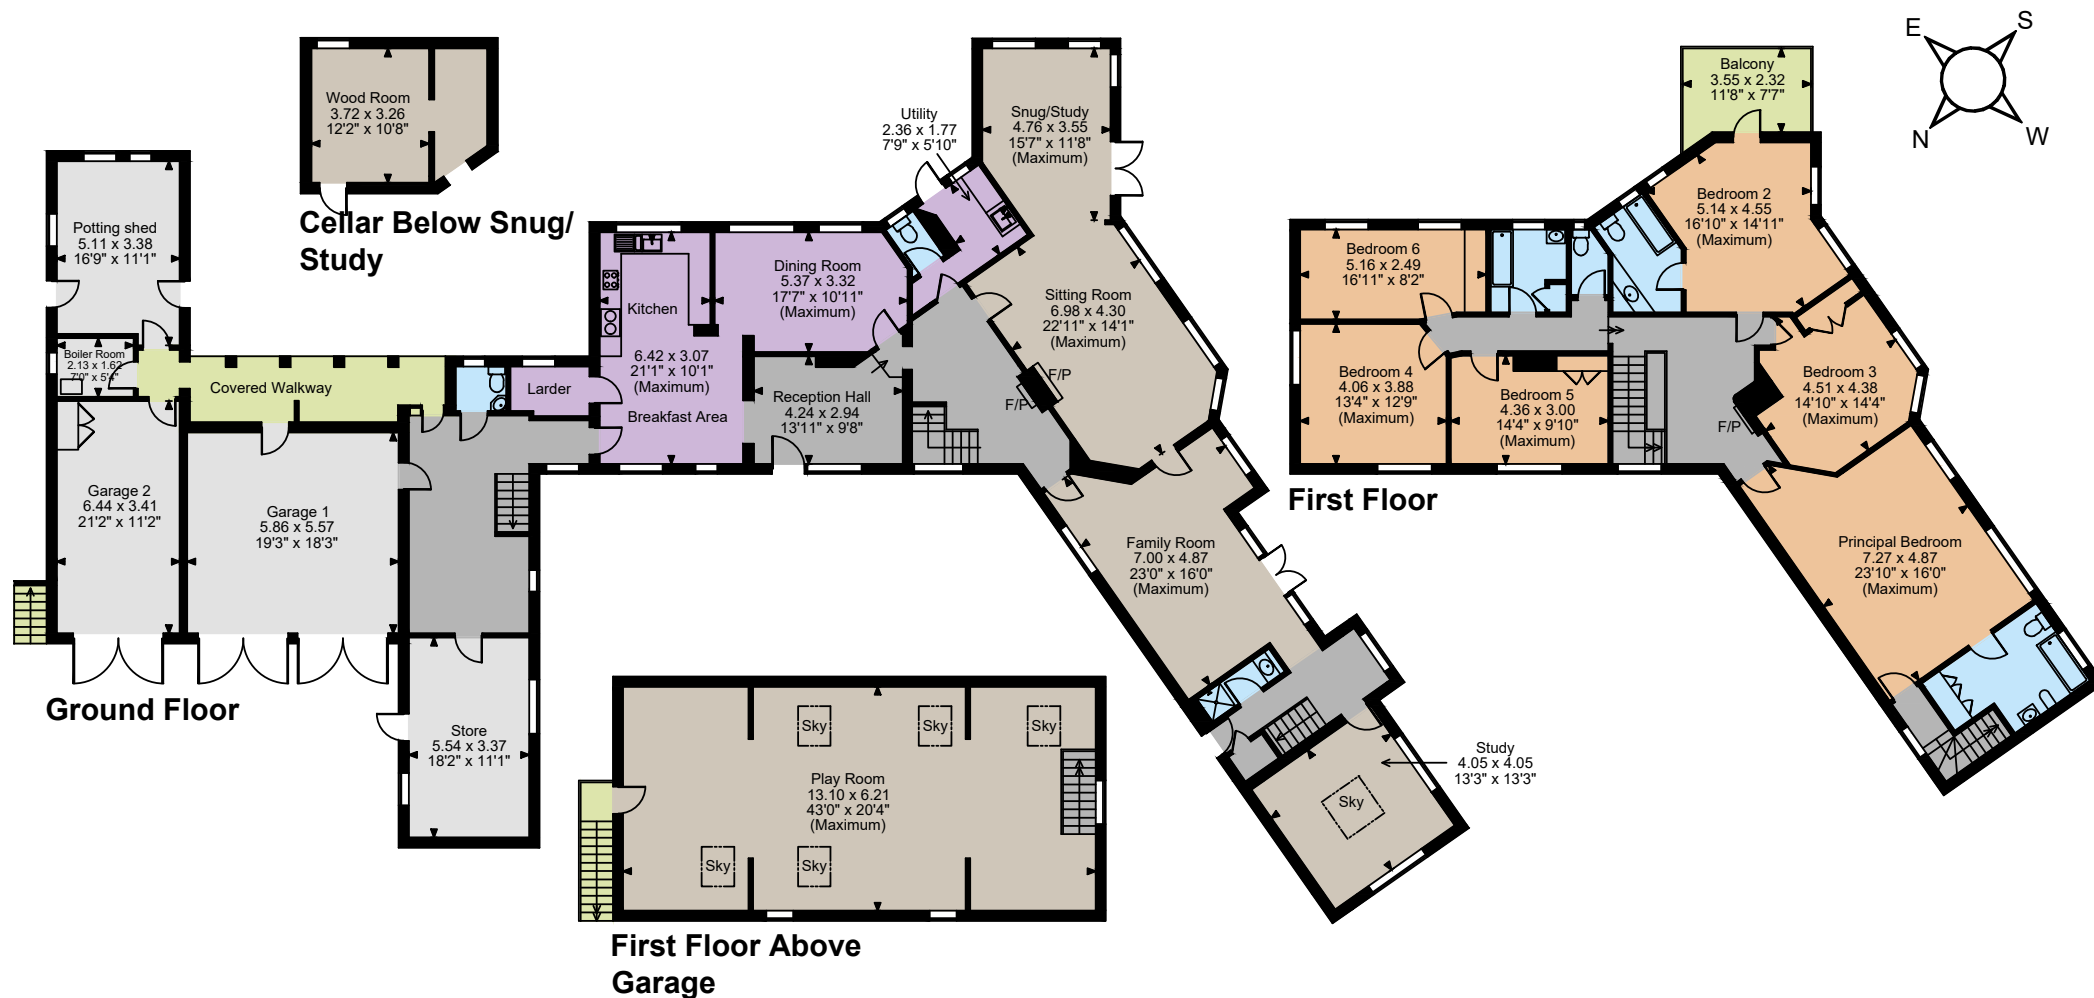 E
S
N
W
Wood Room
3.72 x 3.26
12'2" x 10'8"
Cellar Below Snug/
Study
Potting shed
5.11 x 3.38
16'9" x 11'1"
Boiler Room
2.13 x 1.62
7'0" x 5'4"
Covered Walkway
Larder
Garage 2
6.44 x 3.41
21'2" x 11'2"
Garage 1
5.86 x 5.57
19'3" x 18'3"
Ground Floor
Store
5.54 x 3.37
18'2" x 11'1"
Kitchen
6.42 x 3.07
21'1" x 10'1"
(Maximum)
Breakfast Area
Dining Room
5.37 x 3.32
17'7" x 10'11"
(Maximum)
Reception Hall
4.24 x 2.94
13'11" x 9'8"
Utility
2.36 x 1.77
7'9" x 5'10"
Snug/Study
4.76 x 3.55
15'7" x 11'8"
(Maximum)
Sitting Room
6.98 x 4.30
22'11" x 14'1"
(Maximum)
F/P
F/P
Family Room
7.00 x 4.87
23'0" x 16'0"
(Maximum)
Study
4.05 x 4.05
13'3" x 13'3"
Sky
Sky
Sky
Sky
Play Room
13.10 x 6.21
43'0" x 20'4"
(Maximum)
Sky
Sky
First Floor Above
Garage
Balcony
3.55 x 2.32
11'8" x 7'7"
Bedroom 2
5.14 x 4.55
16'10" x 14'11"
(Maximum)
Bedroom 6
5.16 x 2.49
16'11" x 8'2"
Bedroom 4
4.06 x 3.88
13'4" x 12'9"
(Maximum)
Bedroom 5
4.36 x 3.00
14'4" x 9'10"
(Maximum)
Bedroom 3
4.51 x 4.38
14'10" x 14'4"
(Maximum)
F/P
First Floor
Principal Bedroom
7.27 x 4.87
23'10" x 16'0"
(Maximum)